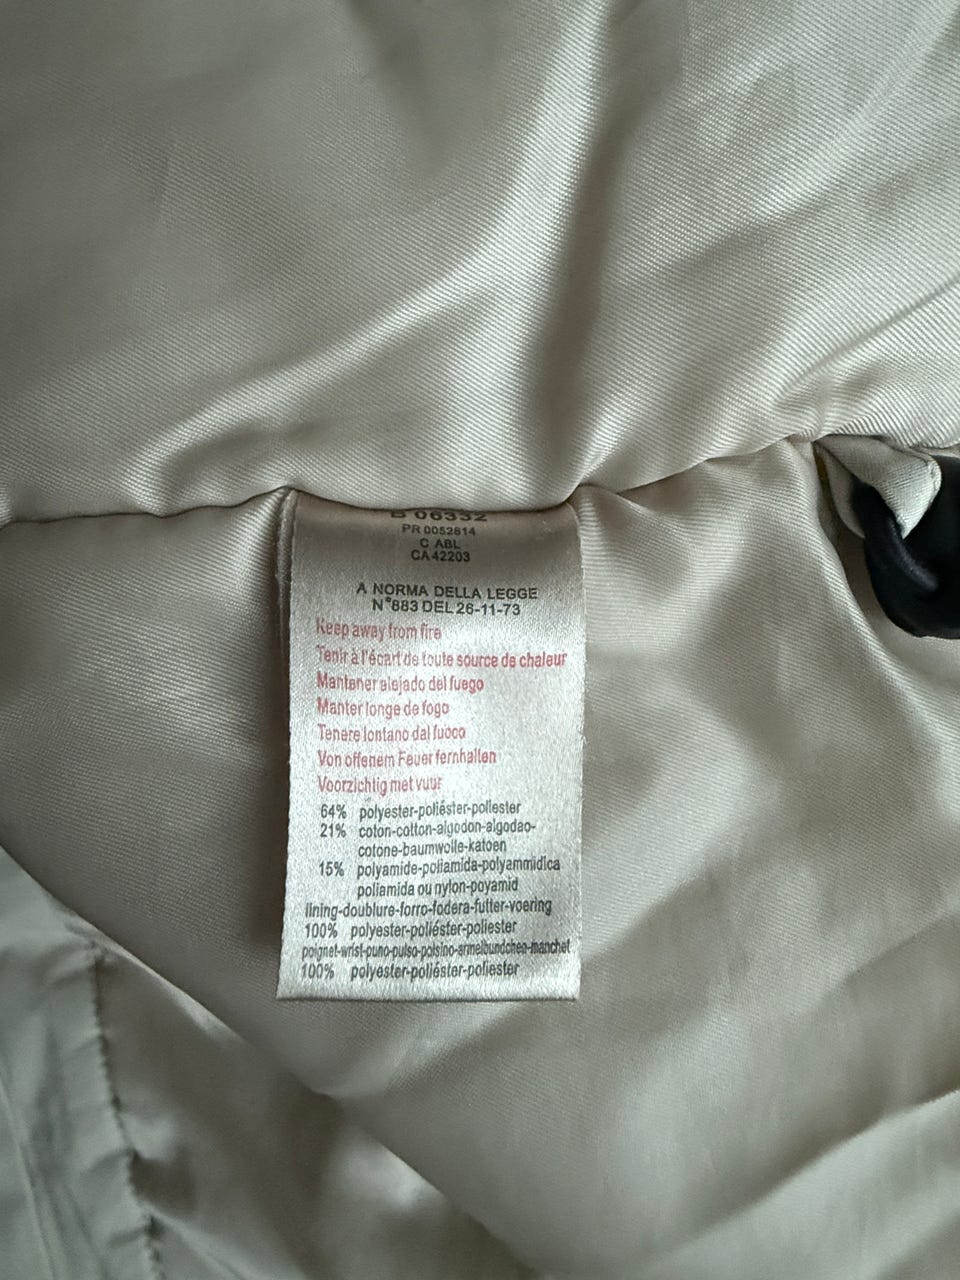 B 06332
PR 0052814
C ABL
CA 42203
A NORMA DELLA LEGGE
N°883 DEL 26-11-73
Keep away from fire
Tenir à l'écart de toute source de chaleur
Mantener alejado del fuego
Manter longe de fogo
Tenere lontano dal fuoco
Von offenem Feuer fernhalten
Voorzichtig met vuur
64% polyester-poliéster-poliester
21% coton-cotton-algodon-algodao-
cotone-baumwolle-katoen
15% polyamide-poliamida-polyammidica
poliamida ou nylon-poyamid
lining-doublure-forro-fodera-futter-voering
100% polyester-poliéster-poliester
poignet-wrist-puno-pulso-polsino-armelbundchen-manchet
100% polyester-poliéster-poliester